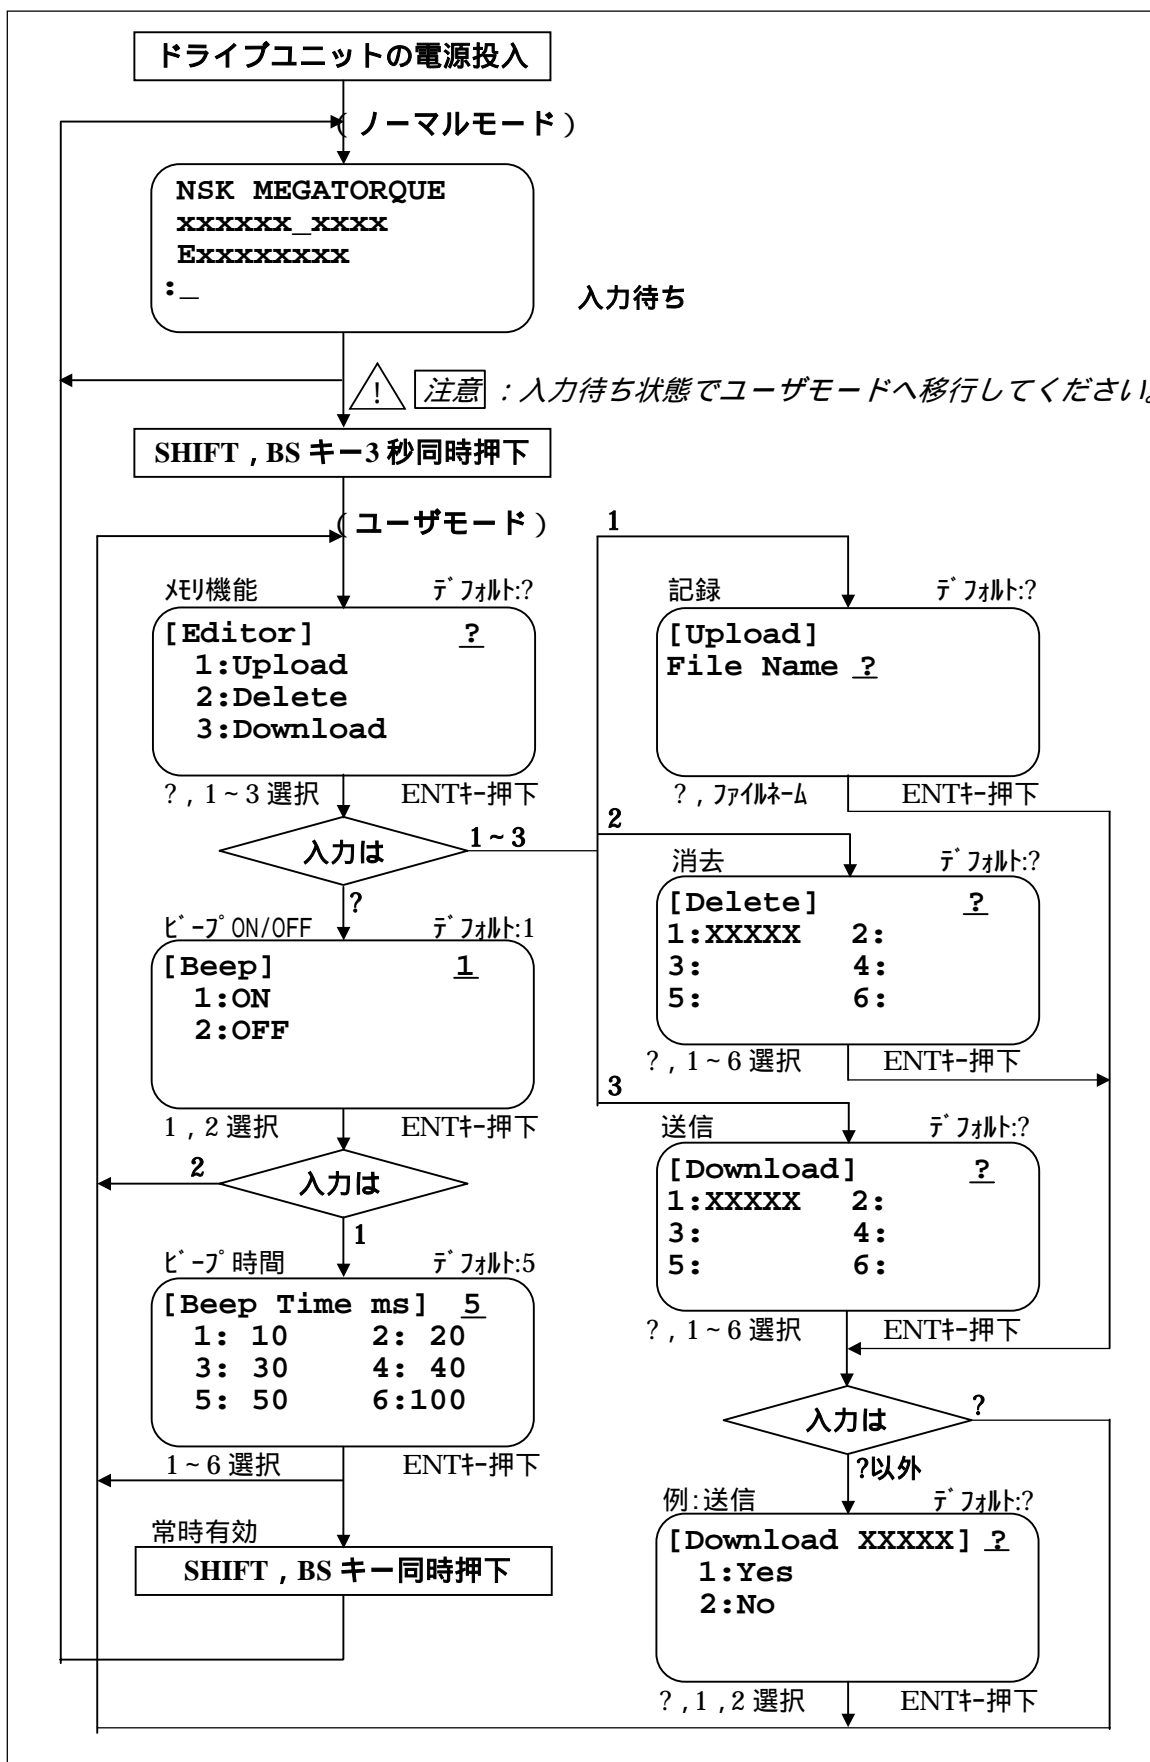 ドライブユニットの電源投入
(ノーマルモード)
NSK MEGATORQUE
xxxxxx_xxxx
Exxxxxxxx
:_
入力待ち
! 注意 :入力待ち状態でユーザモードへ移行してください。
SHIFT , BS キー3 秒同時押下
(ユーザモード)
メモリ機能 デフォルト:?
[Editor] ?
1:Upload
2:Delete
3:Download
? , 1 ~ 3 選択 ENTキー押下
入力は
1 ~ 3
?
ビープON/OFF デフォルト:1
[Beep] 1
1:ON
2:OFF
1 , 2 選択 ENTキー押下
2
入力は
1
ビープ時間 デフォルト:5
[Beep Time ms] 5
1: 10 2: 20
3: 30 4: 40
5: 50 6:100
1 ~ 6 選択 ENTキー押下
常時有効
SHIFT , BS キー同時押下
1
記録 デフォルト:?
[Upload]
File Name ?
? , ファイルネーム ENTキー押下
2
消去 デフォルト:?
[Delete] ?
1:XXXXX 2:
3: 4:
5: 6:
? , 1 ~ 6 選択 ENTキー押下
3
送信 デフォルト:?
[Download] ?
1:XXXXX 2:
3: 4:
5: 6:
? , 1 ~ 6 選択 ENTキー押下
入力は
?
?以外
例:送信 デフォルト:?
[Download XXXXX] ?
1:Yes
2:No
? , 1 , 2 選択 ENTキー押下